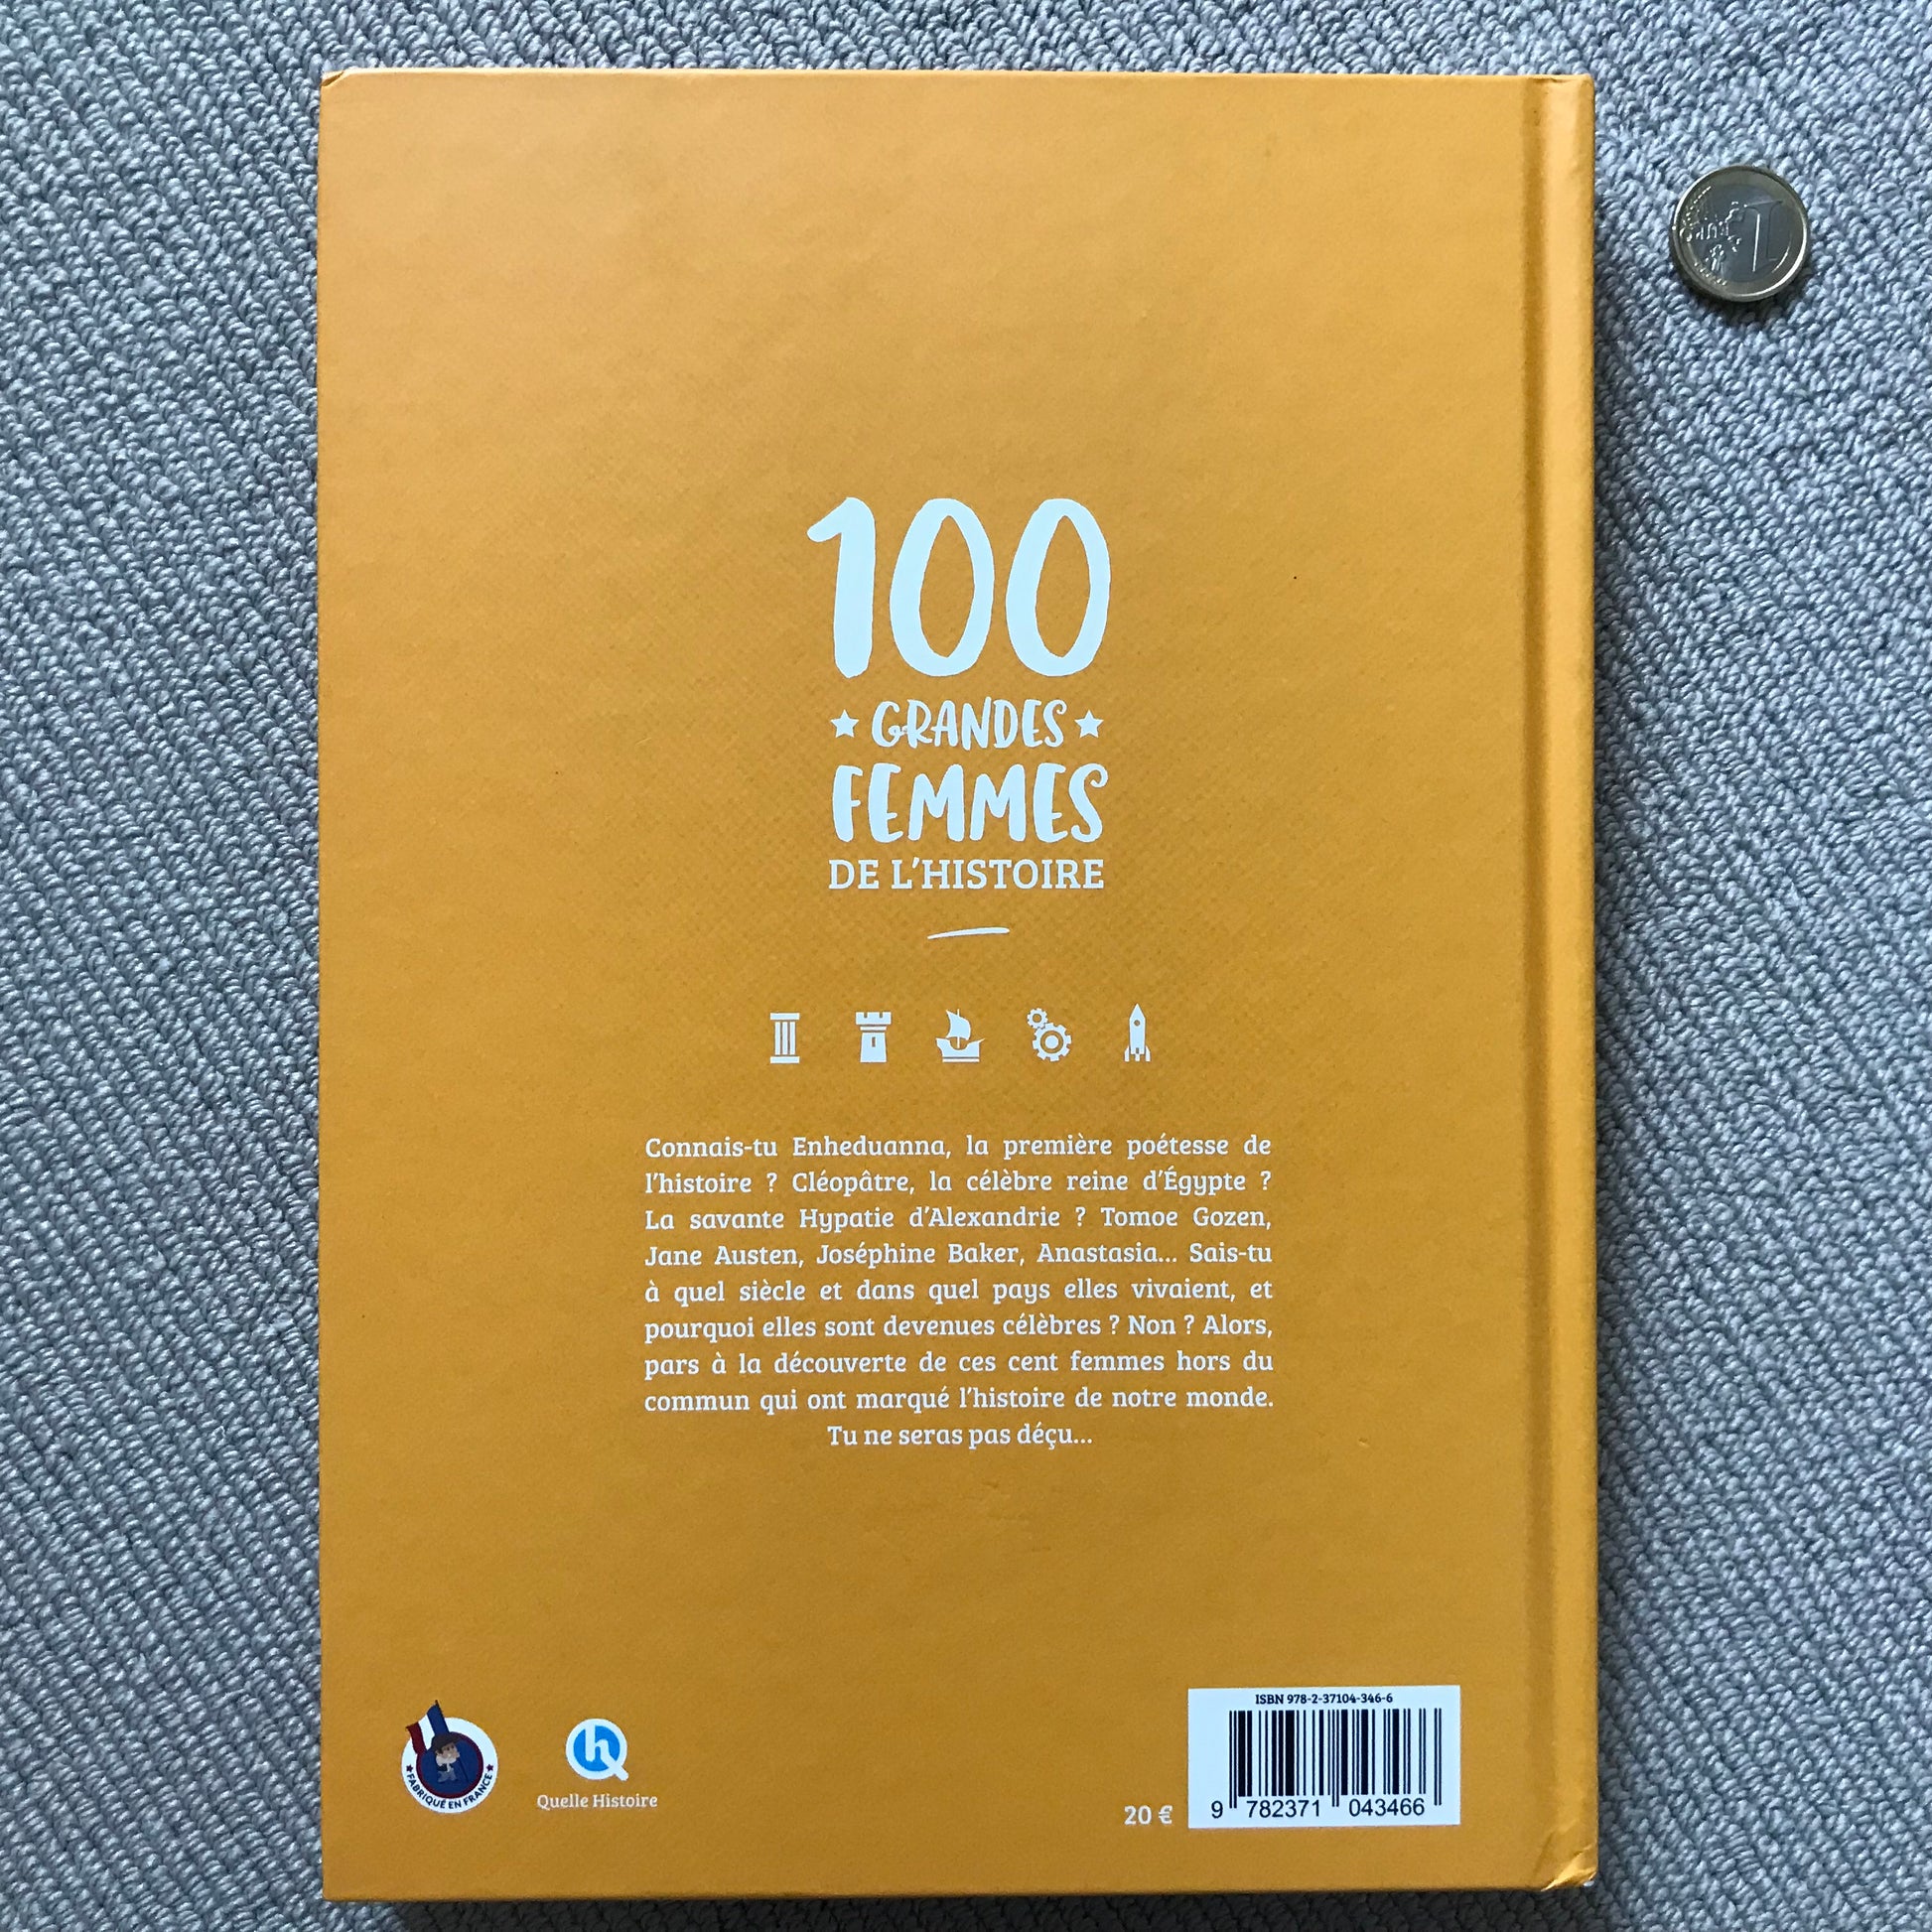 100
GRANDES
FEMMES
DE L'HISTOIRE
Connais-tu Enheduanna, la première poétesse de
l'histoire ? Cléopâtre, la célèbre reine d'Égypte ?
La savante Hypatie d'Alexandrie ? Tomoe Gozen,
Jane Austen, Joséphine Baker, Anastasia... Sais-tu
à quel siècle et dans quel pays elles vivaient, et
pourquoi elles sont devenues célèbres ? Non ? Alors,
pars à la découverte de ces cent femmes hors du
commun qui ont marqué l'histoire de notre monde.
Tu ne seras pas déçu...
FABRIQUÉ EN FRANCE
Quelle Histoire
20 €
ISBN 978-2-37104-346-6
9 782371 043466
1